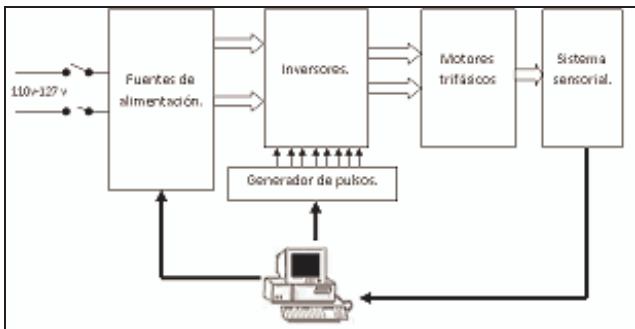 110v-127 v
Fuentes de
alimentación.
Inversores.
Motores
trifásicos
Sistema
sensorial.
Generador de pulsos.